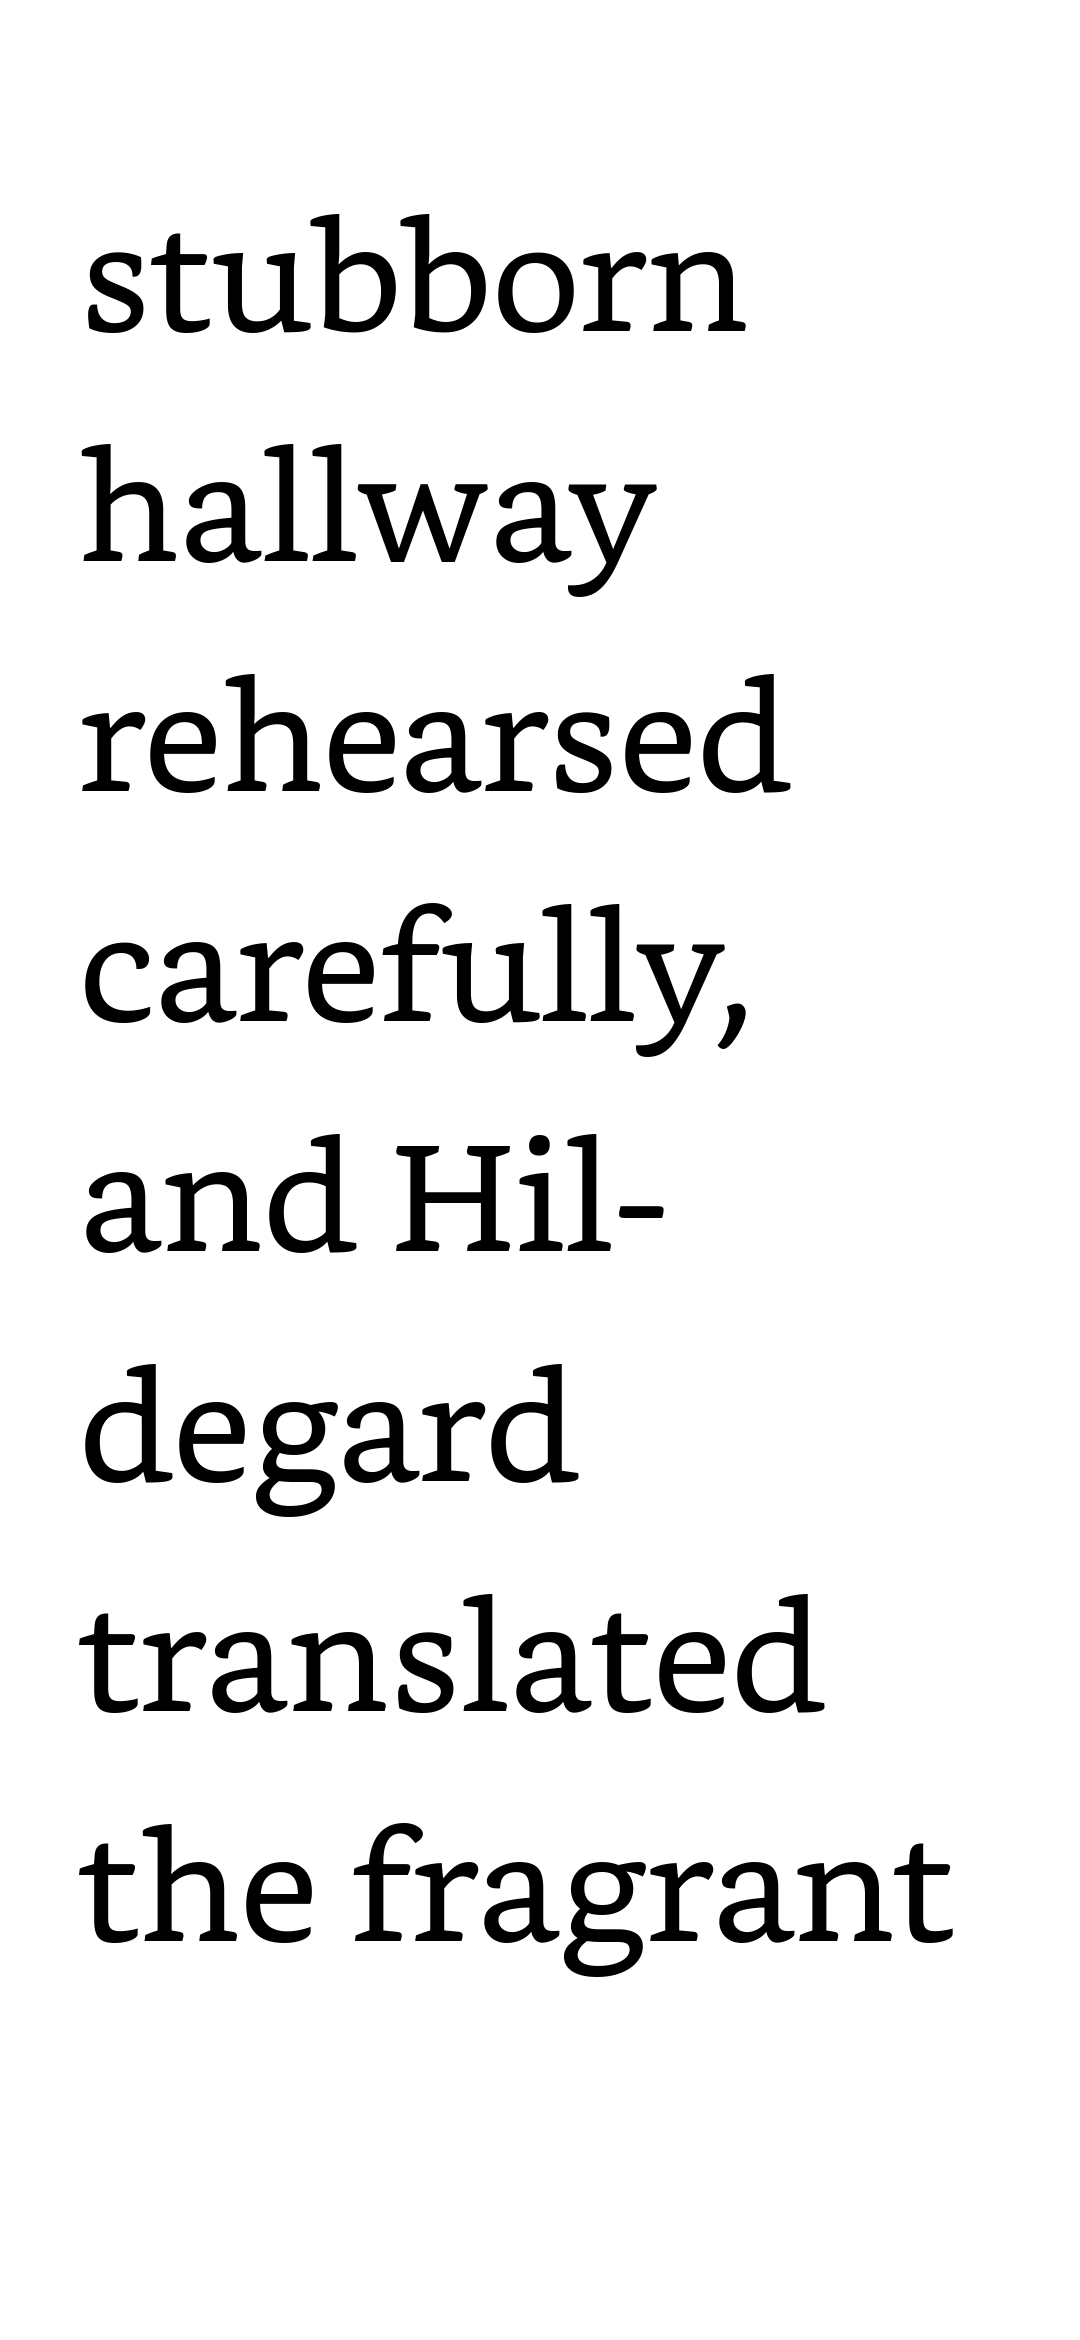 stubborn
hallway
rehearsed
carefully,
and Hil-
degard
translated
the fragrant